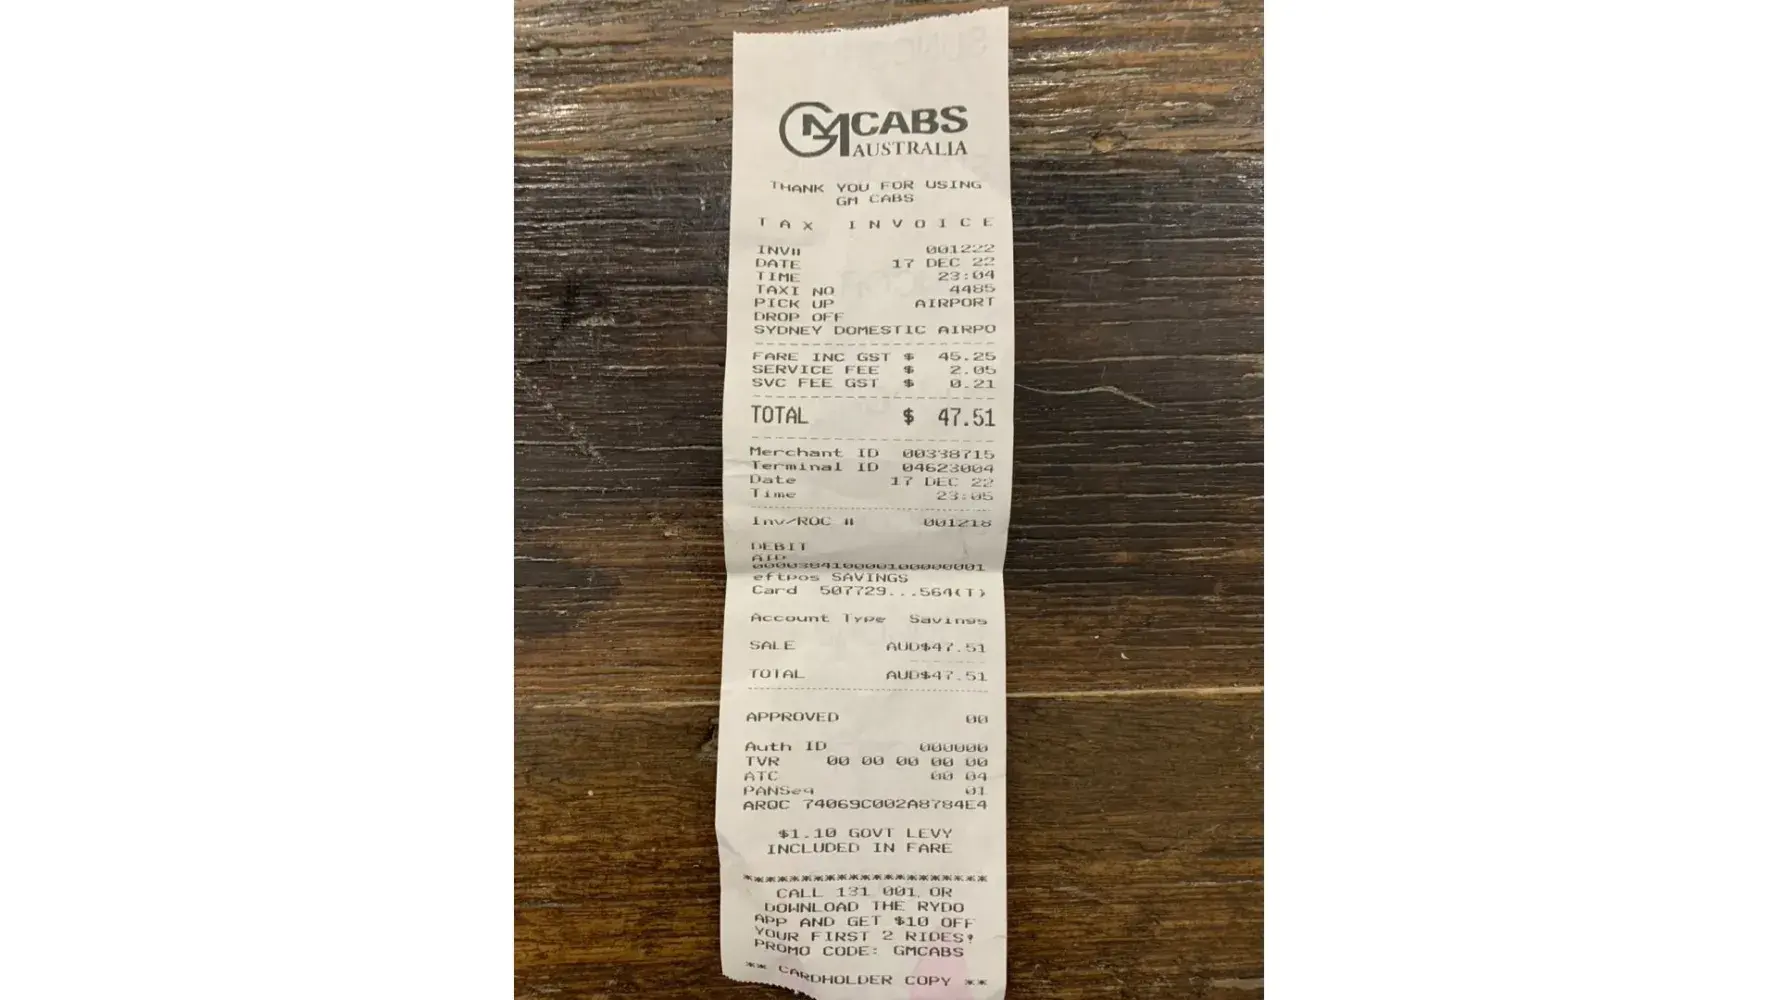 GM CABS
AUSTRALIA
THANK YOU FOR USING
GM CABS
TAX INVOICE
INV# 001222
DATE 17 DEC 22
TIME 23:04
TAXI NO 4485
PICK UP AIRPORT
DROP OFF
SYDNEY DOMESTIC AIRPO
FARE INC GST $ 45.25
SERVICE FEE $ 2.05
SVC FEE GST $ 0.21
TOTAL $ 47.51
Merchant ID 00338715
Terminal ID 04623004
Date 17 DEC 22
Time 23:05
Inv/ROC # 001218
DEBIT
AID
00003841000010000001
eftpos SAVINGS
Card 507729...564(T)
Account Type Savings
SALE AUD$47.51
TOTAL AUD$47.51
APPROVED 00
Auth ID 000000
TVR 00 00 00 00 00
ATC 00 04
PANSeq 01
ARQC 74069C002A8784E4
$1.10 GOVT LEVY
INCLUDED IN FARE
*********************
CALL 131 001 OR
DOWNLOAD THE RYDO
APP AND GET $10 OFF
YOUR FIRST 2 RIDES!
PROMO CODE: GMCABS
** CARDHOLDER COPY **